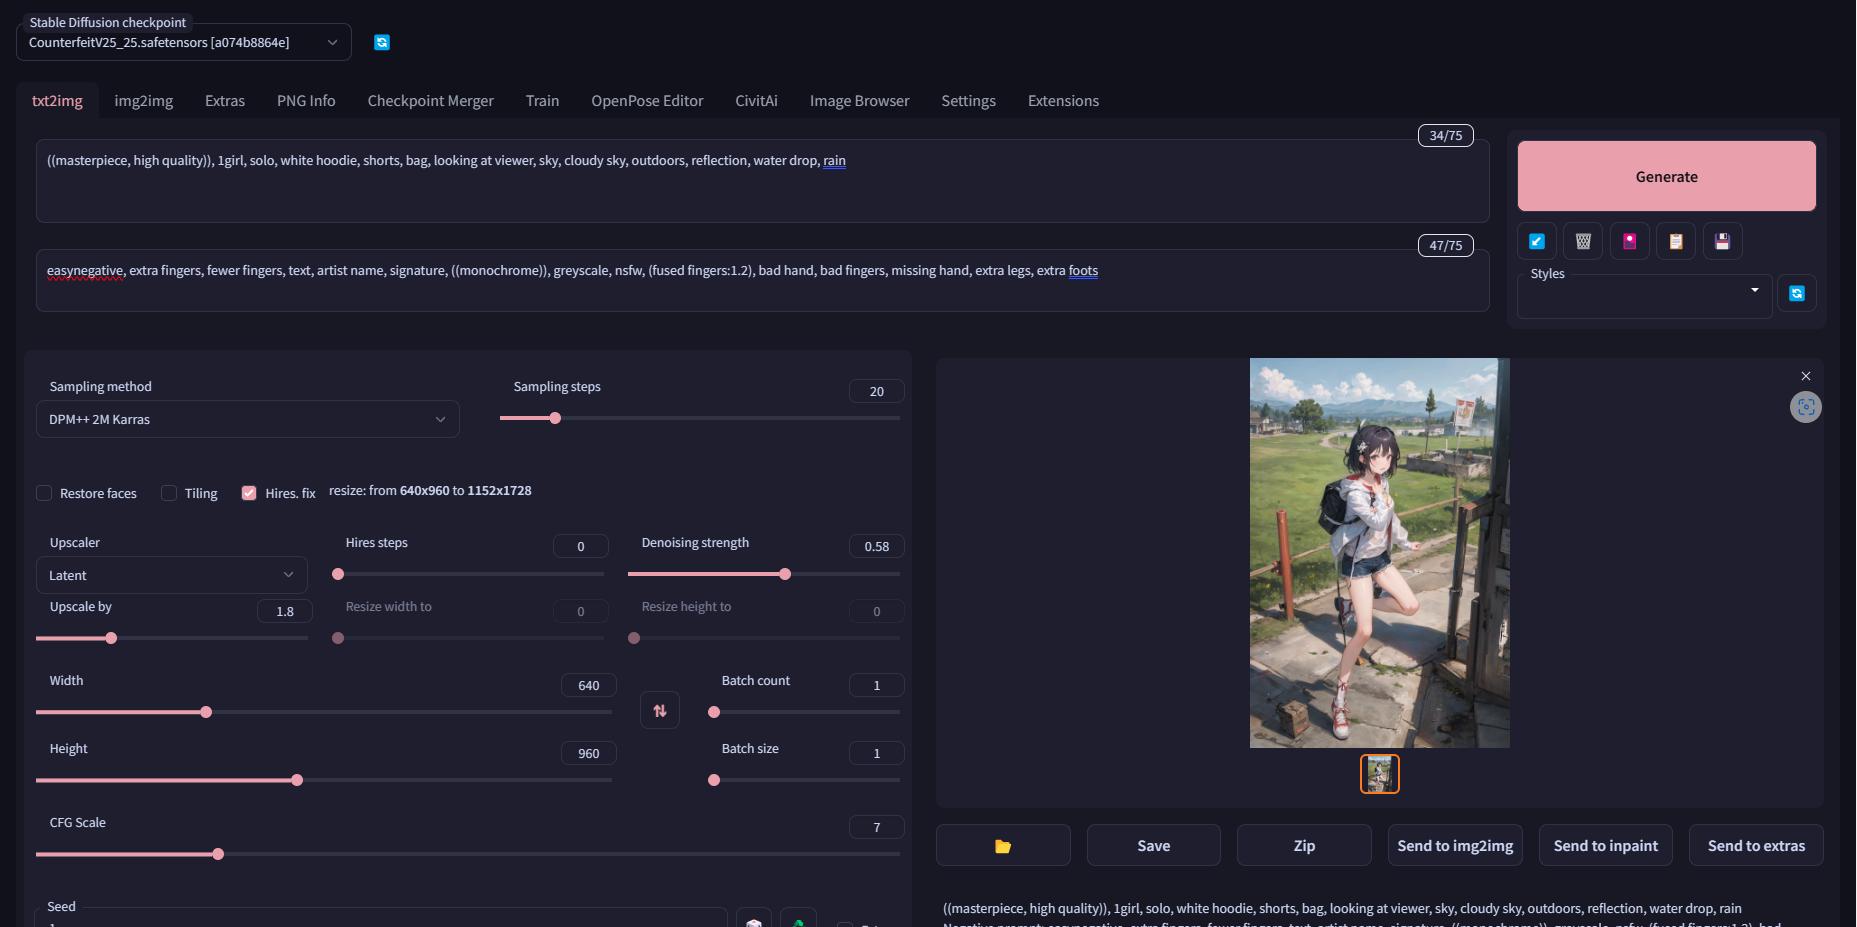 Stable Diffusion checkpoint
CounterfeitV25_25.safetensors [a074b8864e]
txt2img
img2img
Extras
PNG Info
Checkpoint Merger
Train
OpenPose Editor
CivitAi
Image Browser
Settings
Extensions
34/75
((masterpiece, high quality)), 1girl, solo, white hoodie, shorts, bag, looking at viewer, sky, cloudy sky, outdoors, reflection, water drop, rain
Generate
47/75
easynegative, extra fingers, fewer fingers, text, artist name, signature, ((monochrome)), greyscale, nsfw, (fused fingers:1.2), bad hand, bad fingers, missing hand, extra legs, extra foots
Styles
Sampling method
DPM++ 2M Karras
Sampling steps
20
Restore faces
Tiling
Hires. fix
resize: from 640x960 to 1152x1728
Upscaler
Latent
Hires steps
0
Denoising strength
0.58
Upscale by
1.8
Resize width to
0
Resize height to
0
Width
640
Batch count
1
Height
960
Batch size
1
CFG Scale
7
Seed
Save
Zip
Send to img2img
Send to inpaint
Send to extras
((masterpiece, high quality)), 1girl, solo, white hoodie, shorts, bag, looking at viewer, sky, cloudy sky, outdoors, reflection, water drop, rain